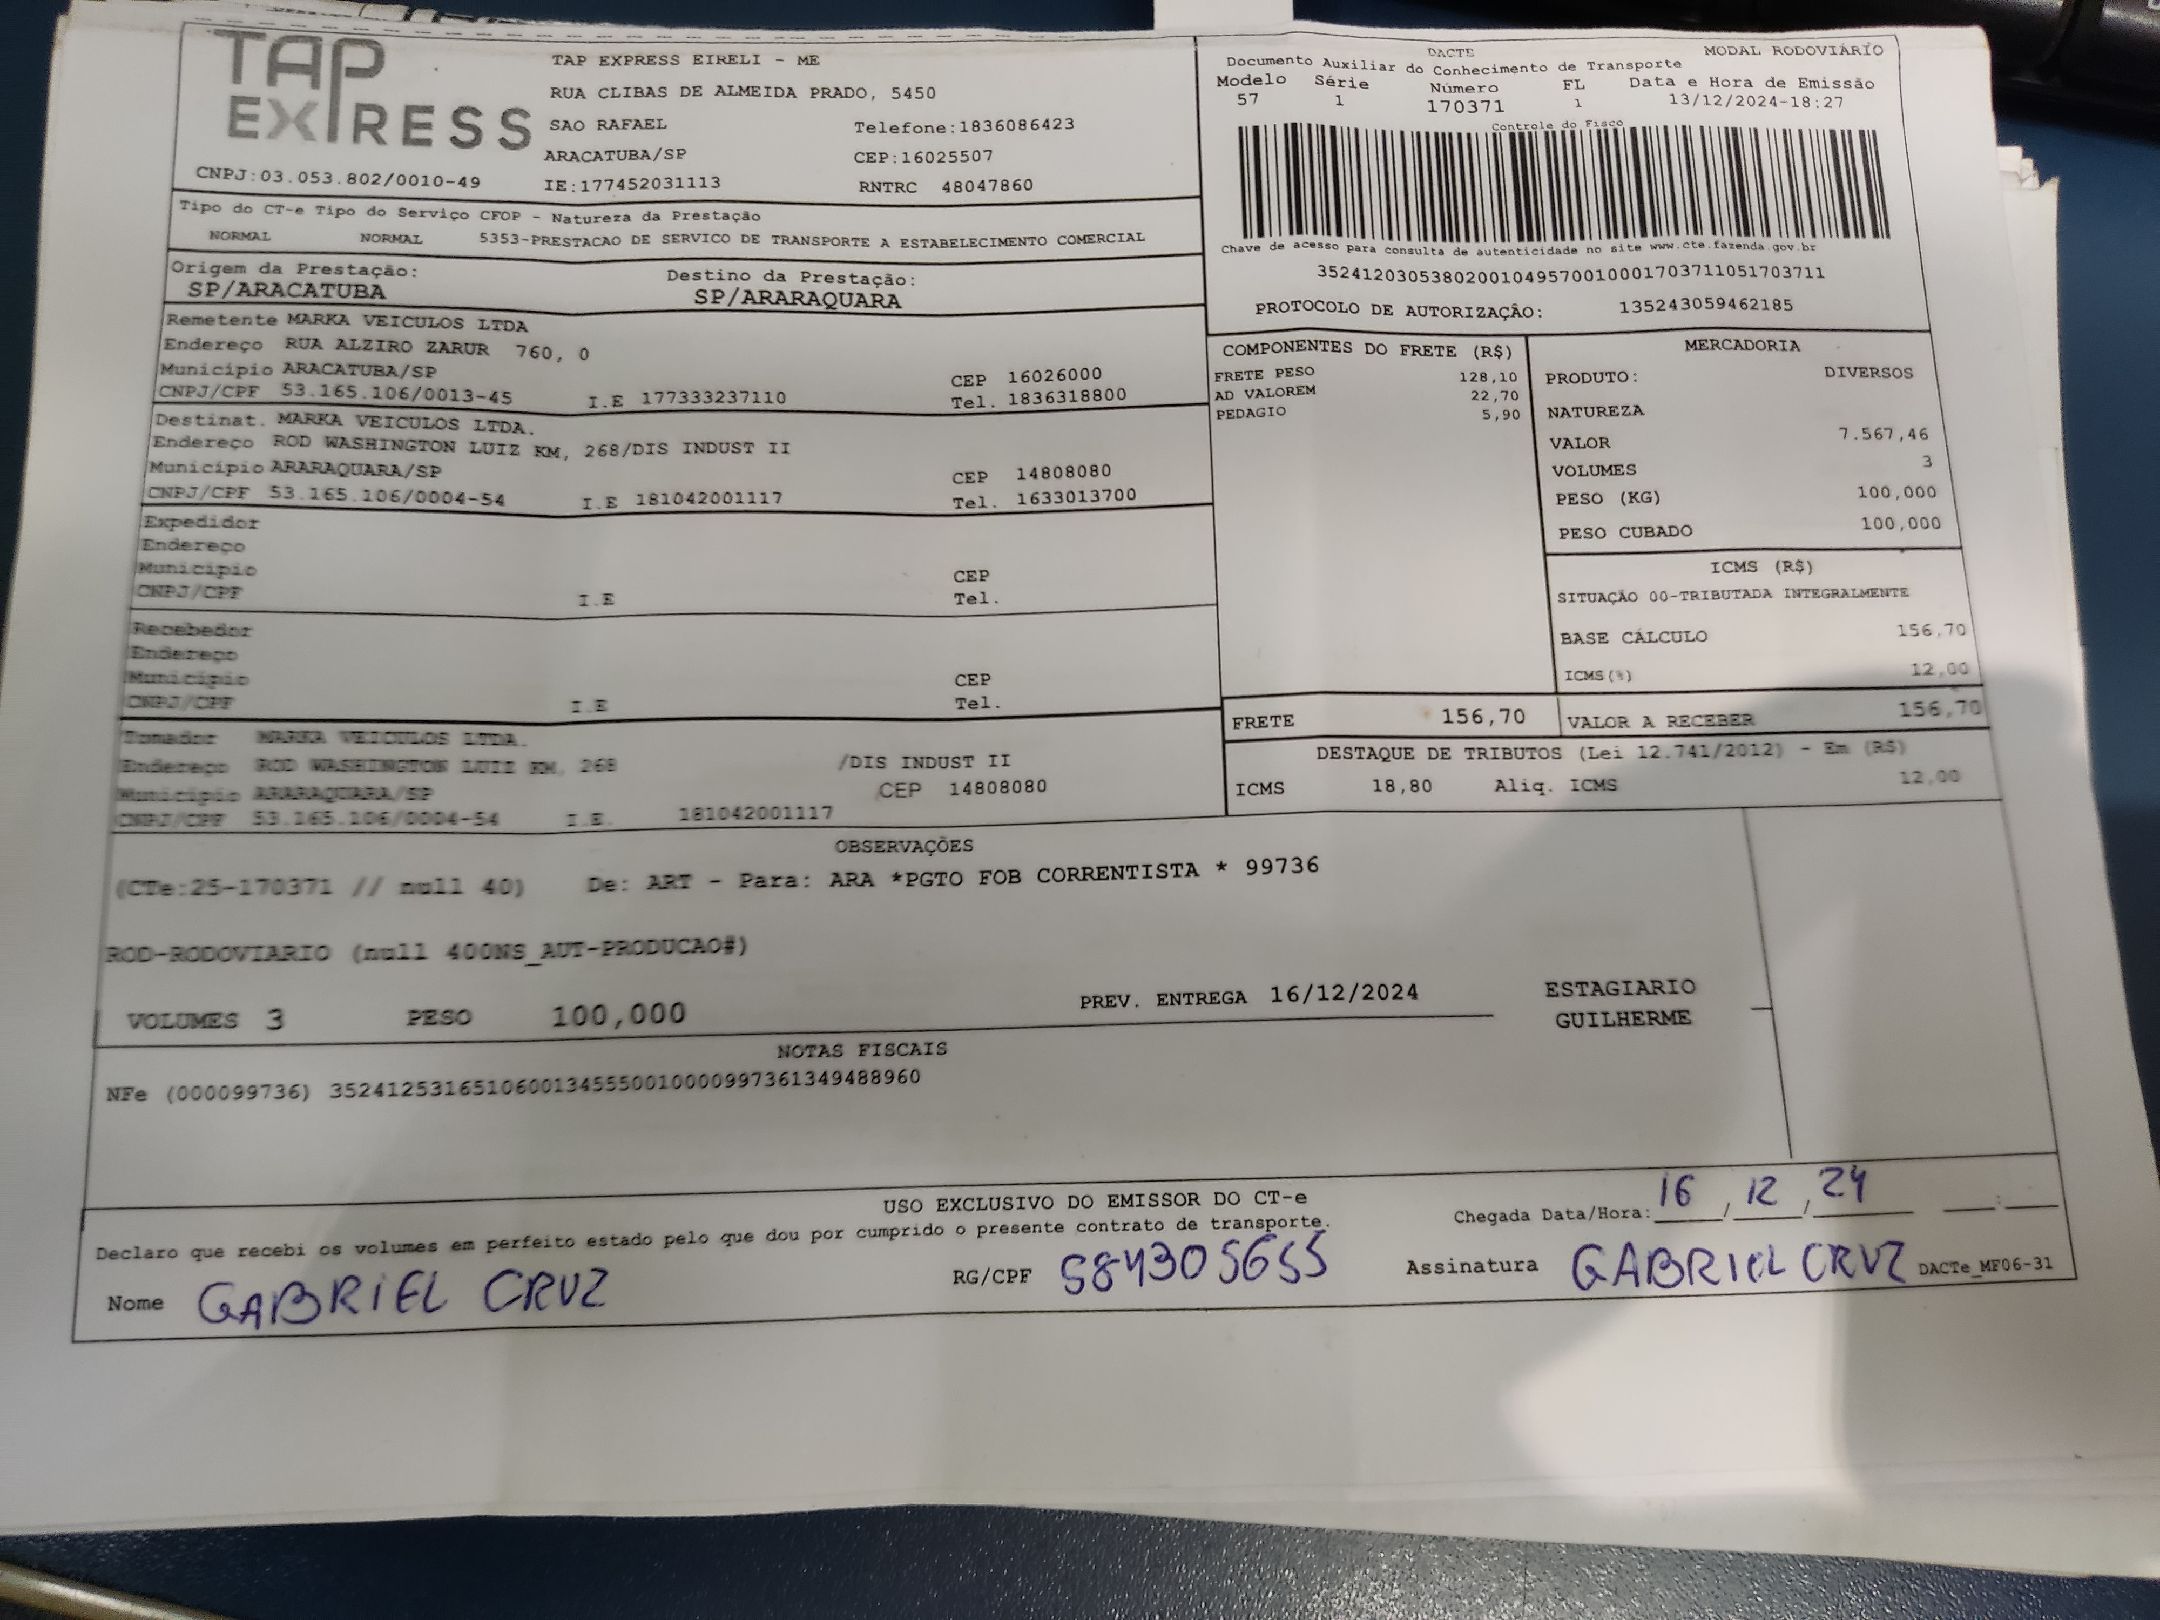 TAP EXPRESS
TAP EXPRESS EIRELI - ME
RUA CLIBAS DE ALMEIDA PRADO, 5450
SAO RAFAEL Telefone:1836086423
ARACATUBA/SP CEP:16025507
CNPJ:03.053.802/0010-49 IE:177452031113 RNTRC 48047860
DACTE MODAL RODOVIÁRIO
Documento Auxiliar do Conhecimento de Transporte
Modelo Série Número FL Data e Hora de Emissão
57 1 170371 1 13/12/2024-18:27
Controle do Fisco
Chave de acesso para consulta de autenticidade no site www.cte.fazenda.gov.br
35241203053802001049570010001703711051703711
PROTOCOLO DE AUTORIZAÇÃO: 135243059462185
Tipo do CT-e Tipo do Serviço CFOP - Natureza da Prestação
NORMAL NORMAL 5353-PRESTACAO DE SERVICO DE TRANSPORTE A ESTABELECIMENTO COMERCIAL
Origem da Prestação: Destino da Prestação:
SP/ARACATUBA SP/ARARAQUARA
Remetente MARKA VEICULOS LTDA
Endereço RUA ALZIRO ZARUR 760, 0
Município ARACATUBA/SP CEP 16026000
CNPJ/CPF 53.165.106/0013-45 I.E 177333237110 Tel. 1836318800
Destinat. MARKA VEICULOS LTDA.
Endereço ROD WASHINGTON LUIZ KM, 268/DIS INDUST II
Município ARARAQUARA/SP CEP 14808080
CNPJ/CPF 53.165.106/0004-54 I.E 181042001117 Tel. 1633013700
Expedidor
Endereço
Município CEP
CNPJ/CPF I.E Tel.
Recebedor
Endereço
Município CEP
CNPJ/CPF I.E Tel.
Tomador MARKA VEICULOS LTDA.
Endereço ROD WASHINGTON LUIZ KM, 268 /DIS INDUST II
Município ARARAQUARA/SP CEP 14808080
CNPJ/CPF 53.165.106/0004-54 I.E. 181042001117
COMPONENTES DO FRETE (R$)
FRETE PESO 128,10
AD VALOREM 22,70
PEDAGIO 5,90
MERCADORIA
PRODUTO: DIVERSOS
NATUREZA
VALOR 7.567,46
VOLUMES 3
PESO (KG) 100,000
PESO CUBADO 100,000
ICMS (R$)
SITUAÇÃO 00-TRIBUTADA INTEGRALMENTE
BASE CÁLCULO 156,70
ICMS(%) 12,00
FRETE 156,70 VALOR A RECEBER 156,70
DESTAQUE DE TRIBUTOS (Lei 12.741/2012) - Em (R$)
ICMS 18,80 Aliq. ICMS 12,00
OBSERVAÇÕES
(CTe:25-170371 // null 40) De: ART - Para: ARA *PGTO FOB CORRENTISTA * 99736
ROD-RODOVIARIO (null 400NS_AUT-PRODUCAO#)
VOLUMES 3 PESO 100,000 PREV. ENTREGA 16/12/2024
ESTAGIARIO
GUILHERME
NOTAS FISCAIS
NFe (000099736) 35241253165106001345550010000997361349488960
USO EXCLUSIVO DO EMISSOR DO CT-e
Declaro que recebi os volumes em perfeito estado pelo que dou por cumprido o presente contrato de transporte.
Chegada Data/Hora: 16/12/24 :
Nome GABRIEL CRUZ RG/CPF 584305655 Assinatura GABRIEL CRUZ DACTe_MF06-31